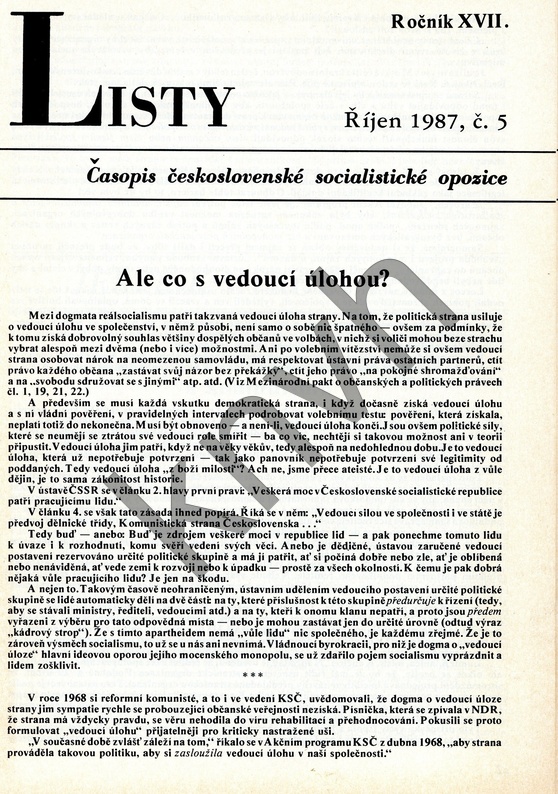 Ročník XVII.
LISTY
Říjen 1987, č. 5
Časopis československé socialistické opozice
Ale co s vedoucí úlohou?
Mezi dogmata reálsocialismu patří takzvaná vedoucí úloha strany. Na tom, že politická strana usiluje
o vedoucí úlohu ve společenství, v němž působí, není samo o sobě nic špatného — ovšem za podmínky, že
k tomu získá dobrovolný souhlas většiny dospělých občanů ve volbách, v nichž si voliči mohou beze strachu
vybrat alespoň mezi dvěma (nebo i více) možnostmi. Ani po volebním vítězství nemůže si ovšem vedoucí
strana osobovat nárok na neomezenou samovládu, má respektovat ústavní práva ostatních partnerů, ctít
právo každého občana „zastávat svůj názor bez překážky“, ctít jeho právo „na pokojné shromažďování“
a na „svobodu sdružovat se s jinými“ atp. atd. (Viz Mezinárodní pakt o občanských a politických právech
čl. 1, 19, 21, 22.)
A především se musí každá vskutku demokratická strana, i když dočasně získá vedoucí úlohu
a s ní vládní pověření, v pravidelných intervalech podrobovat volebnímu testu: pověření, která získala,
neplatí totiž do nekonečna. Musí být obnoveno — a není-li, vedoucí úloha končí. Jsou ovšem politické síly,
které se neumějí se ztrátou své vedoucí role smířit — ba co víc, nechtějí si takovou možnost ani v teorii
připustit. Vedoucí úloha jim patří, když ne na věky věkův, tedy alespoň na nedohlednou dobu. Je to vedoucí
úloha, která už nepotřebuje potvrzení — tak jako panovník nepotřebuje potvrzení své legitimity od
poddaných. Tedy vedoucí úloha „z boží milosti“? Ach ne, jsme přece ateisté. Je to vedoucí úloha z vůle
dějin, je to sama zákonitost historie.
V ústavě ČSSR se v článku 2. hlavy první praví: „Veškerá moc v Československé socialistické republice
patří pracujícímu lidu.“
V článku 4. se však tato zásada ihned popírá. Říká se v něm: „Vedoucí silou ve společnosti i ve státě je
předvoj dělnické třídy, Komunistická strana Československa . . .“
Tedy buď — anebo: Buď je zdrojem veškeré moci v republice lid — a pak ponechme tomuto lidu
k úvaze i k rozhodnutí, komu svěří vedení svých věcí. Anebo je dědičné, ústavou zaručené vedoucí
postavení rezervováno určité politické skupině a má jí patřit, ať si počíná dobře nebo zle, ať je oblíbená
nebo nenáviděná, ať vede zemi k rozvoji nebo k úpadku — prostě za všech okolností. K čemu je pak dobrá
nějaká vůle pracujícího lidu? Je jen na škodu.
A nejen to. Takovým časově neohraničeným, ústavním udělením vedoucího postavení určité politické
skupině se lidé automaticky dělí na dvě části: na ty, které příslušnost k této skupině předurčuje k řízení (tedy,
aby se stávali ministry, řediteli, vedoucími atd.) a na ty, kteří k onomu klanu nepatří, a proto jsou předem
vyřazeni z výběru pro tato odpovědná místa — nebo je mohou zastávat jen do určité úrovně (odtud výraz
„kádrový strop“). Že s tímto apartheidem nemá „vůle lidu“ nic společného, je každému zřejmé. Že je to
zároveň výsměch socialismu, to už se u nás ani nevnímá. Vládnoucí byrokracii, pro niž je dogma o „vedoucí
úloze“ hlavní ideovou oporou jejího mocenského monopolu, se už zdařilo pojem socialismu vyprázdnit a
lidem zošklivit.
***
V roce 1968 si reformní komunisté, a to i ve vedení KSČ, uvědomovali, že dogma o vedoucí úloze
strany jim sympatie rychle se probouzející občanské veřejnosti nezíská. Písnička, která se zpívala v NDR,
že strana má vždycky pravdu, se věru nehodila do víru rehabilitací a přehodnocování. Pokusili se proto
formulovat „vedoucí úlohu“ přijatelněji pro kriticky nastražené uši.
„V současné době zvlášť záleží na tom,“ říkalo se v Akčním programu KSČ z dubna 1968, „aby strana
prováděla takovou politiku, aby si zasloužila vedoucí úlohu v naší společnosti.“